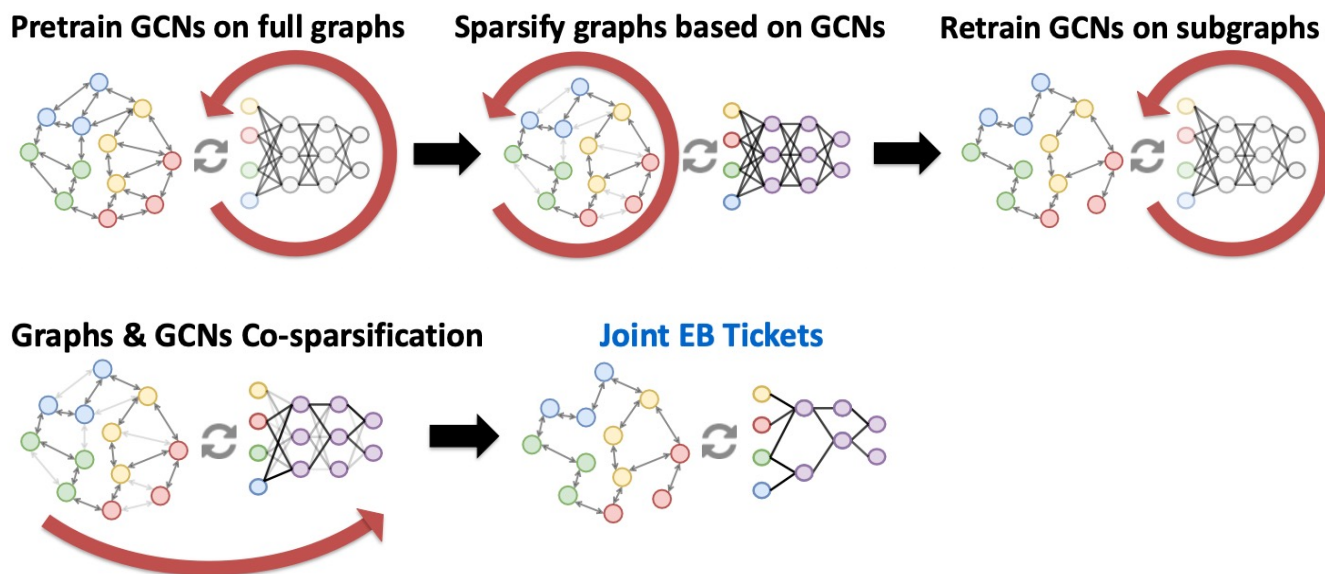 Pretrain GCNs on full graphs
Sparsify graphs based on GCNs
Retrain GCNs on subgraphs
Graphs & GCNs Co-sparsification
Joint EB Tickets